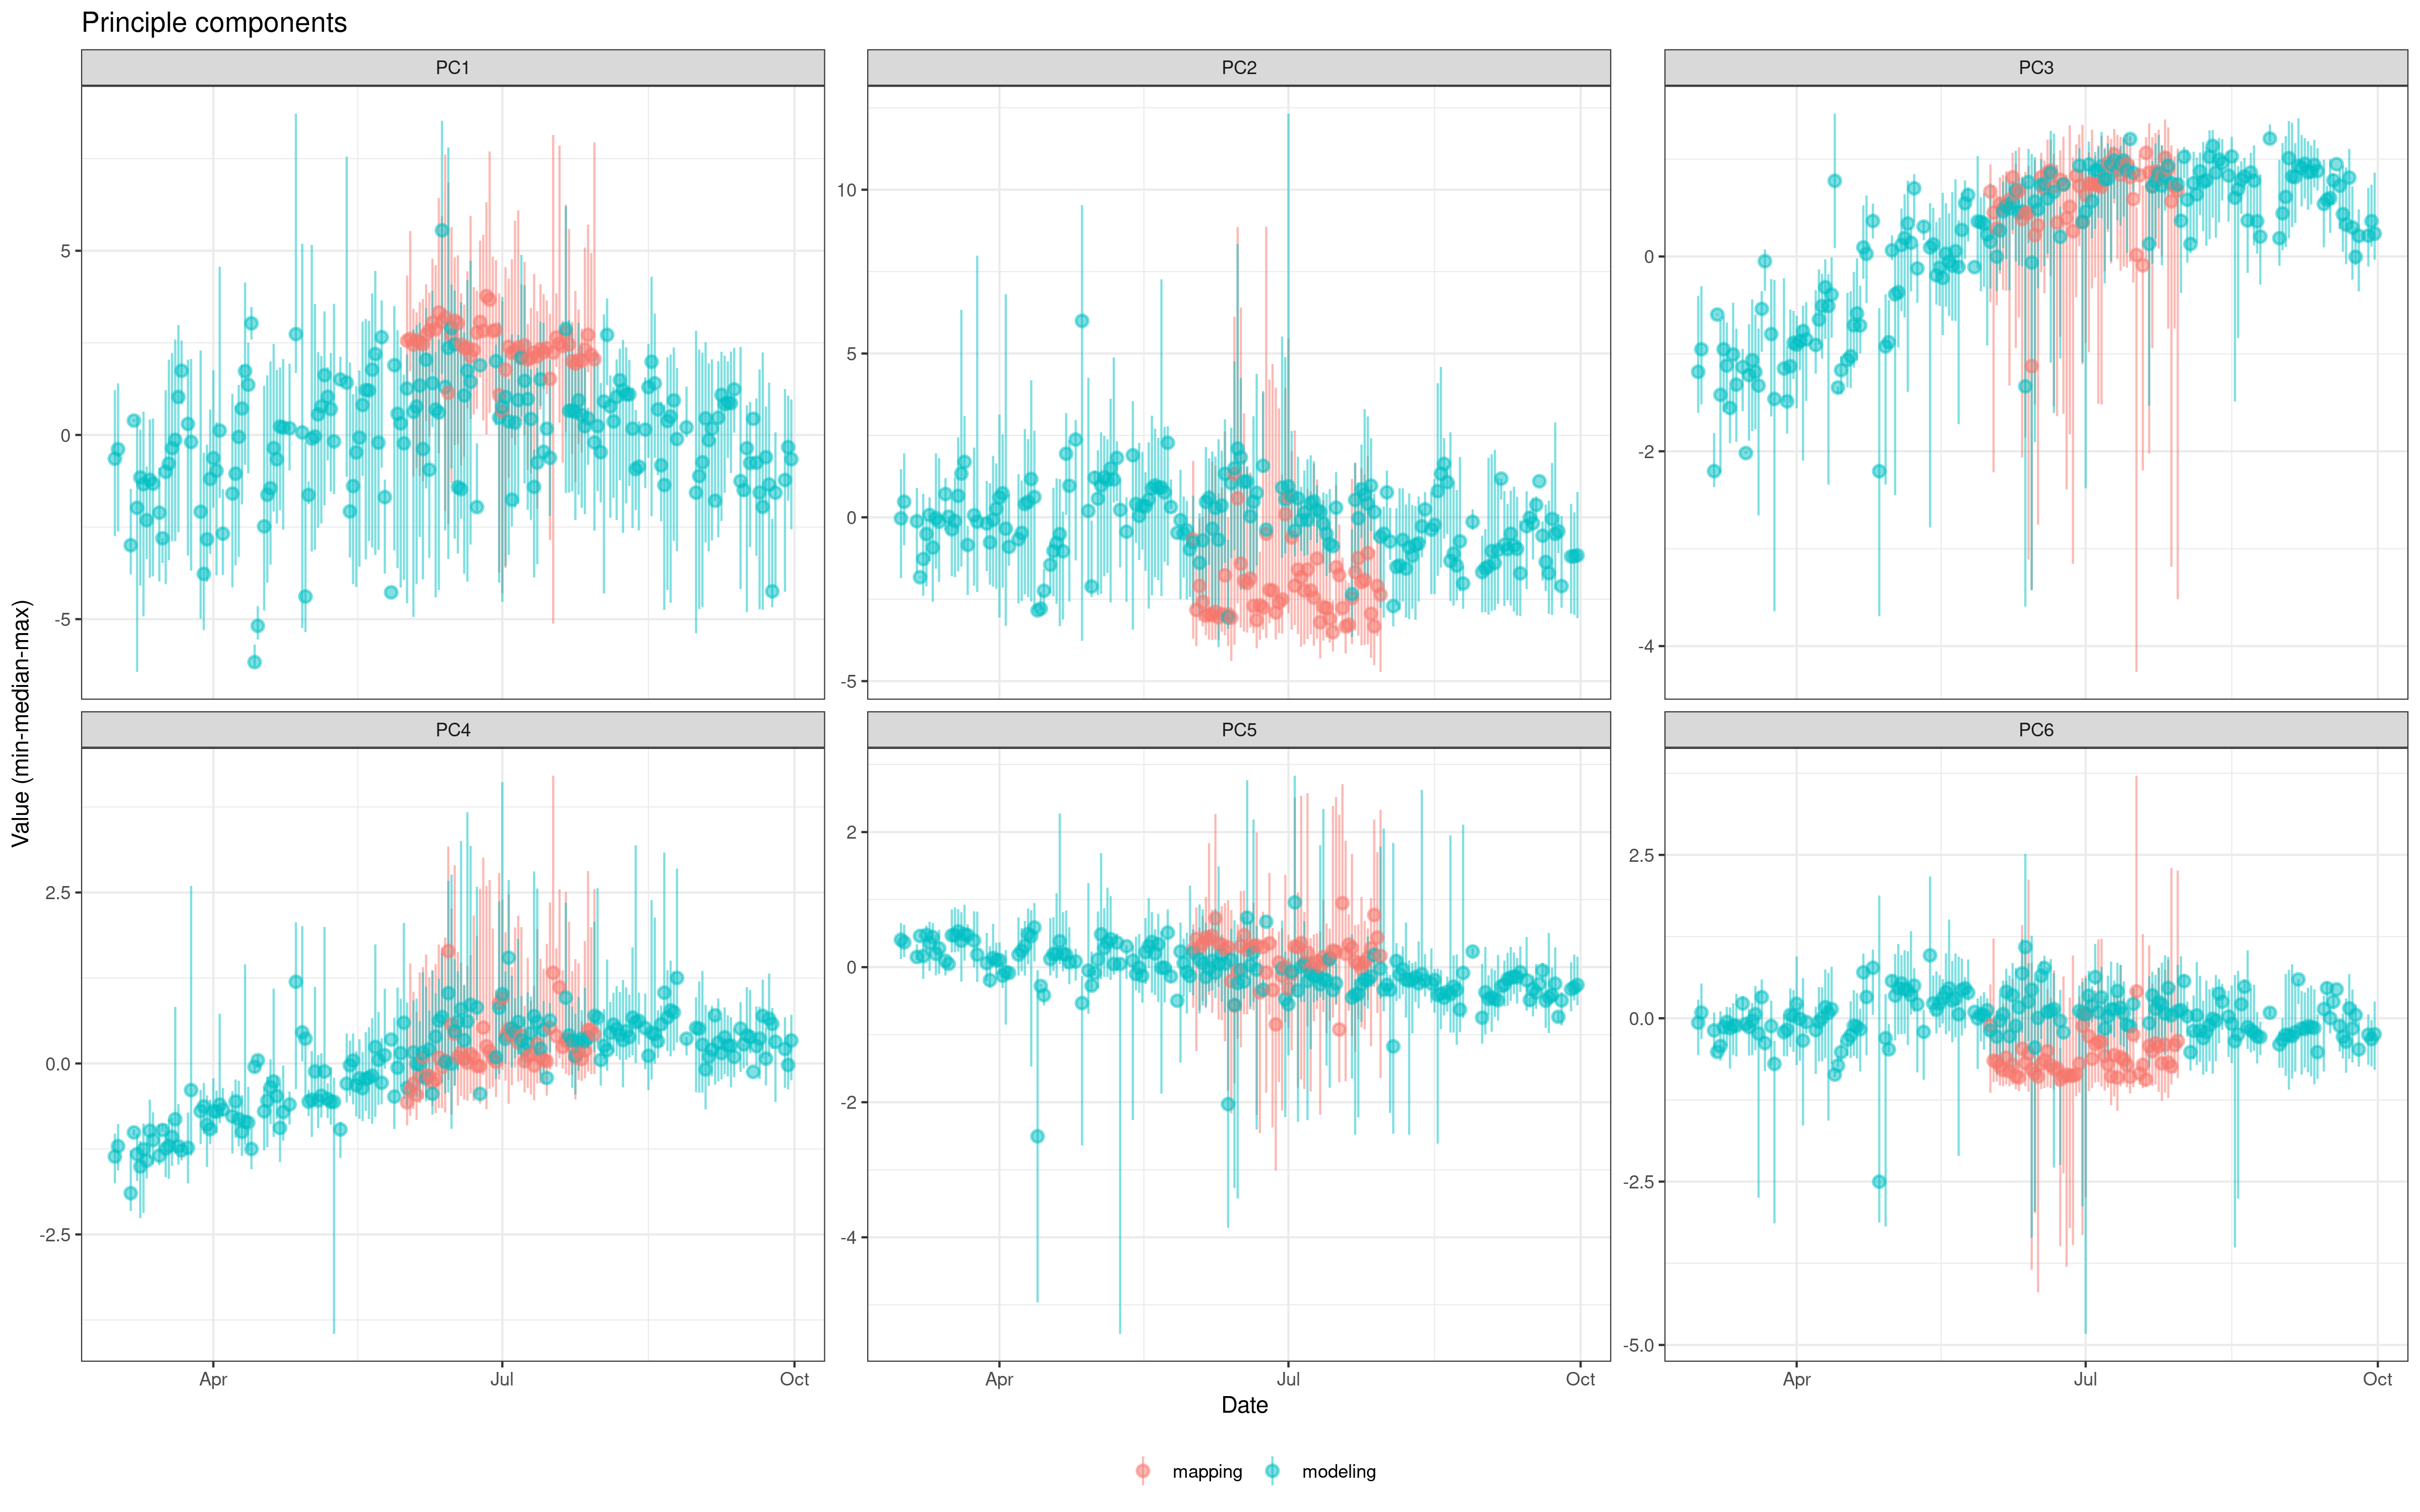 Principle components
PC1
PC2
PC3
5
0
-5
10
5
0
-5
0
-2
-4
Value (min-median-max)
PC4
PC5
PC6
2.5
0.0
-2.5
2
0
-2
-4
2.5
0.0
-2.5
-5.0
Apr
Jul
Oct
Apr
Jul
Oct
Apr
Jul
Oct
Date
mapping
modeling